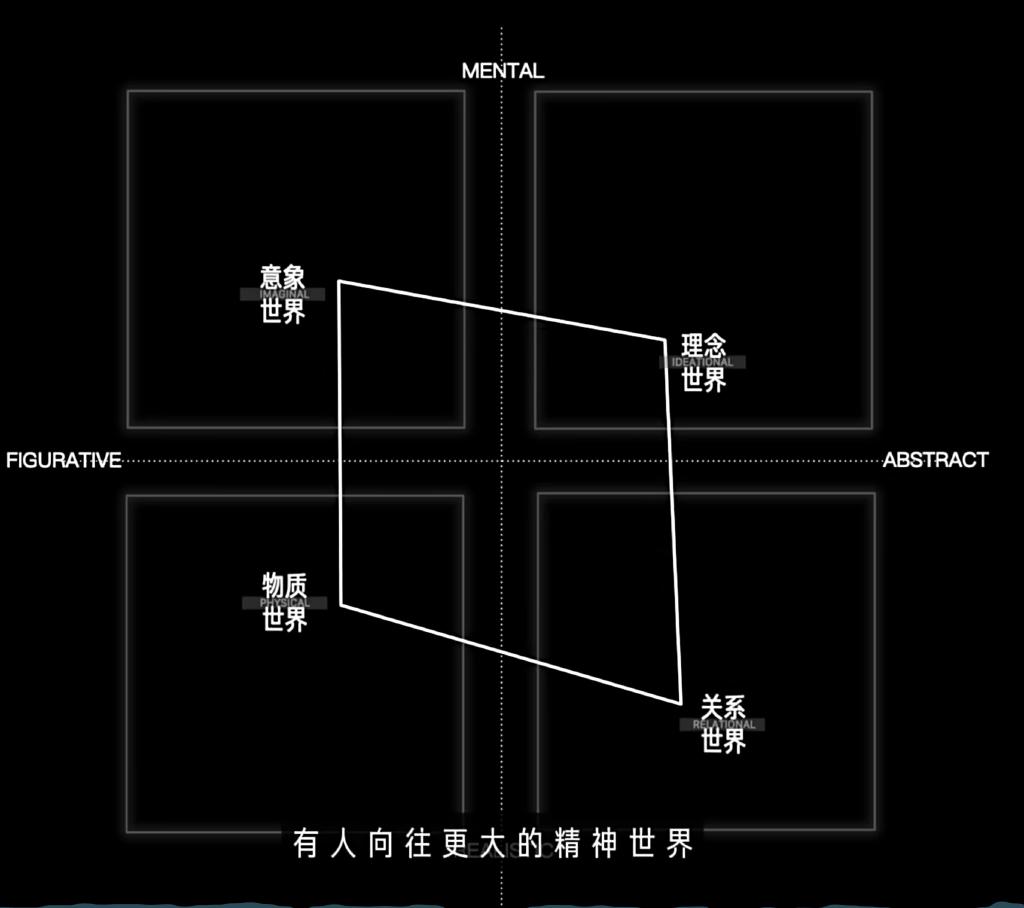 MENTAL
意象
IMAGINAL
世界
理念
IDEATIONAL
世界
FIGURATIVE
ABSTRACT
物质
PHYSICAL
世界
关系
RELATIONAL
世界
有人向往更大的精神世界